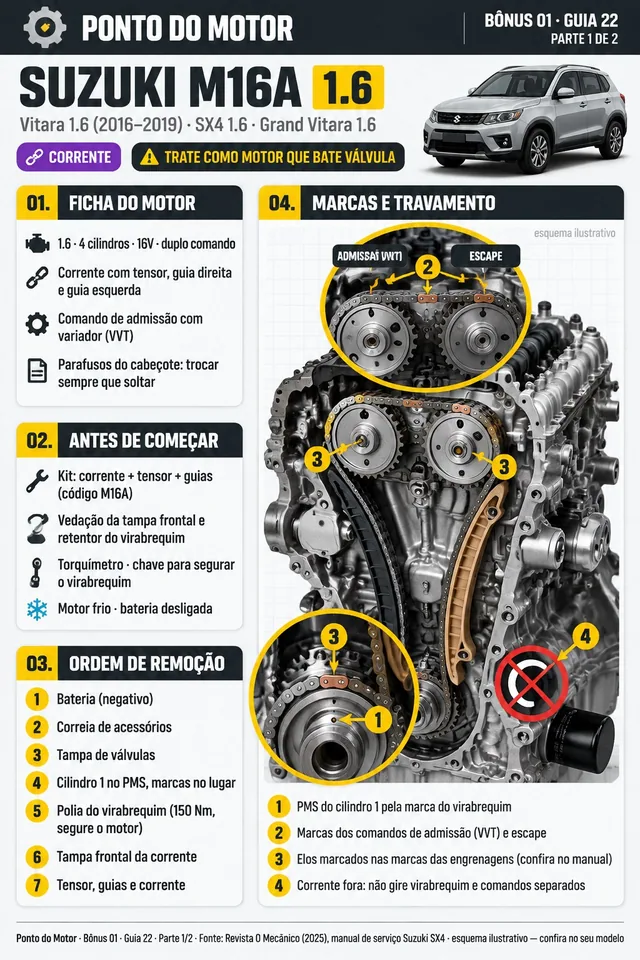 PONTO DO MOTOR
BÔNUS 01 · GUIA 22
PARTE 1 DE 2
SUZUKI M16A 1.6
Vitara 1.6 (2016–2019) · SX4 1.6 · Grand Vitara 1.6
CORRENTE
TRATE COMO MOTOR QUE BATE VÁLVULA
01. FICHA DO MOTOR
1.6 · 4 cilindros · 16V · duplo comando
Corrente com tensor, guia direita
e guia esquerda
Comando de admissão com
variador (VVT)
Parafusos do cabeçote: trocar
sempre que soltar
02. ANTES DE COMEÇAR
Kit: corrente + tensor + guias
(código M16A)
Vedação da tampa frontal e
retentor do virabrequim
Torquímetro · chave para segurar
o virabrequim
Motor frio · bateria desligada
03. ORDEM DE REMOÇÃO
1 Bateria (negativo)
2 Correia de acessórios
3 Tampa de válvulas
4 Cilindro 1 no PMS, marcas no lugar
5 Polia do virabrequim (150 Nm,
segure o motor)
6 Tampa frontal da corrente
7 Tensor, guias e corrente
04. MARCAS E TRAVAMENTO
esquema ilustrativo
2
ESCAPE
3
3
3
1
4
1 PMS do cilindro 1 pela marca do virabrequim
2 Marcas dos comandos de admissão (VVT) e escape
3 Elos marcados nas marcas das engrenagens (confira no manual)
4 Corrente fora: não gire virabrequim e comandos separados
Ponto do Motor · Bônus 01 · Guia 22 · Parte 1/2 · Fonte: Revista O Mecânico (2025), manual de serviço Suzuki SX4 · esquema ilustrativo — confira no seu modelo